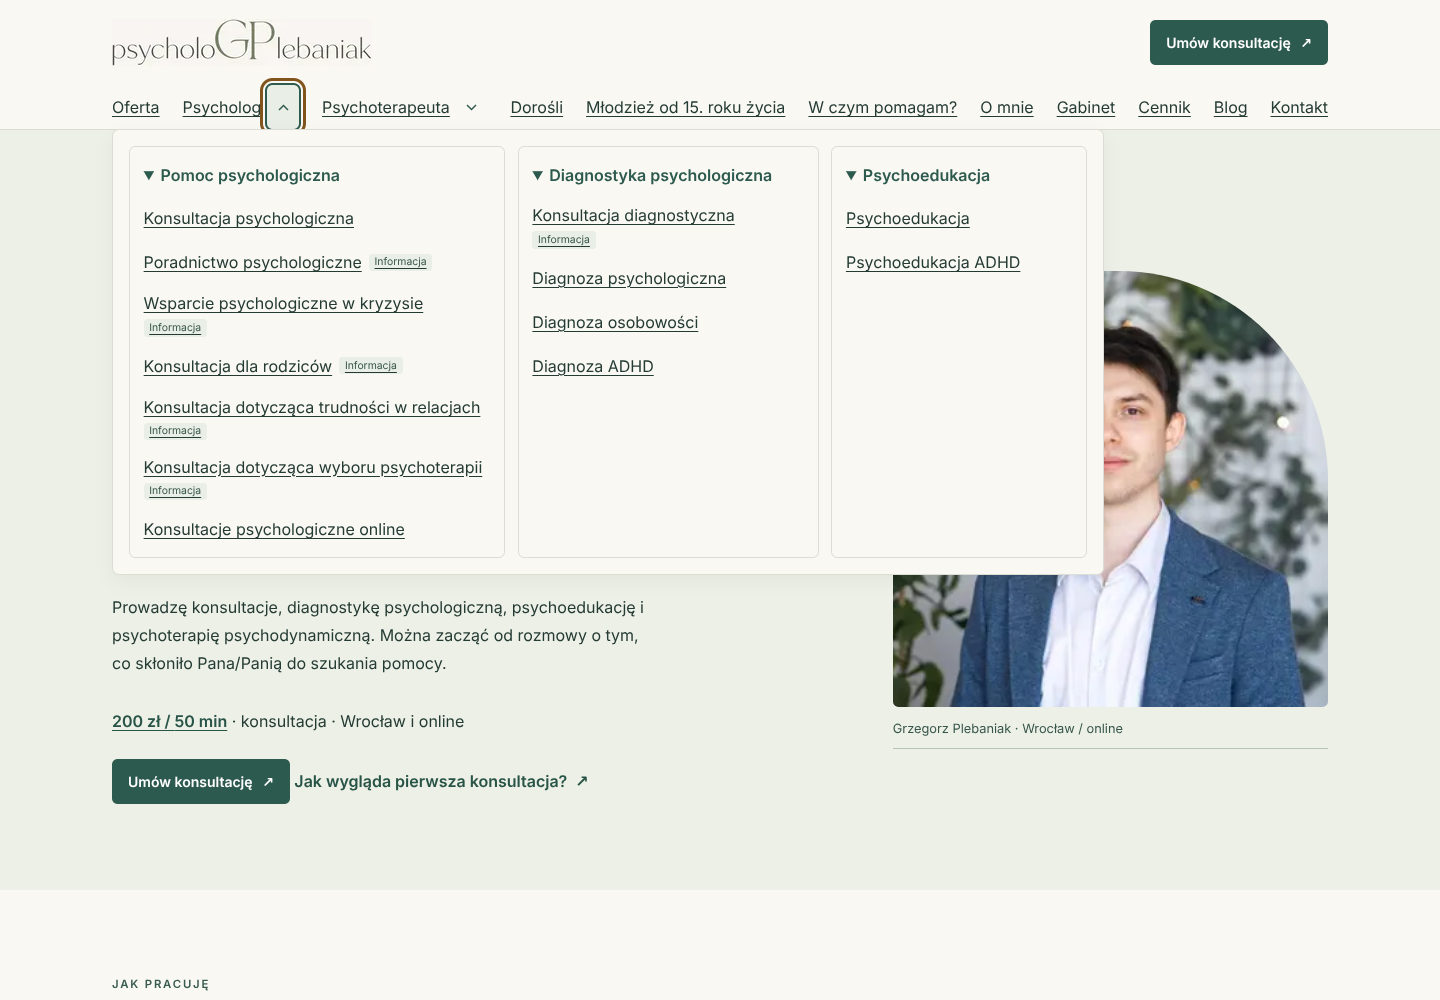 psycholoGPlebaniak
Umów konsultację ↗
Oferta Psycholog Psychoterapeuta Dorośli Młodzież od 15. roku życia W czym pomagam? O mnie Gabinet Cennik Blog Kontakt
▼ Pomoc psychologiczna
Konsultacja psychologiczna
Poradnictwo psychologiczne Informacja
Wsparcie psychologiczne w kryzysie
Informacja
Konsultacja dla rodziców Informacja
Konsultacja dotycząca trudności w relacjach
Informacja
Konsultacja dotycząca wyboru psychoterapii
Informacja
Konsultacje psychologiczne online
▼ Diagnostyka psychologiczna
Konsultacja diagnostyczna
Informacja
Diagnoza psychologiczna
Diagnoza osobowości
Diagnoza ADHD
▼ Psychoedukacja
Psychoedukacja
Psychoedukacja ADHD
Prowadzę konsultacje, diagnostykę psychologiczną, psychoedukację i
psychoterapię psychodynamiczną. Można zacząć od rozmowy o tym,
co skłoniło Pana/Panią do szukania pomocy.
200 zł / 50 min · konsultacja · Wrocław i online
Umów konsultację ↗ Jak wygląda pierwsza konsultacja? ↗
Grzegorz Plebaniak · Wrocław / online
JAK PRACUJĘ